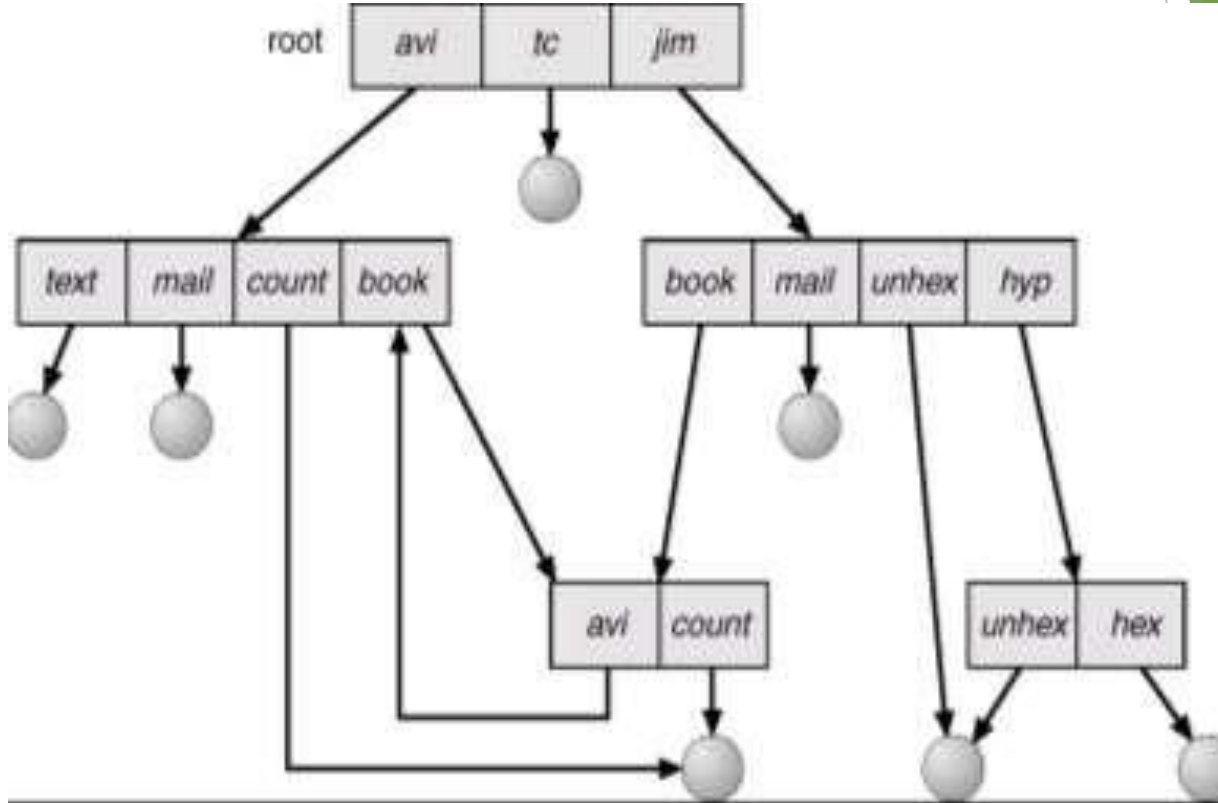 root avi tc jim
text mail count book book mail unhex hyp
avi count unhex hex